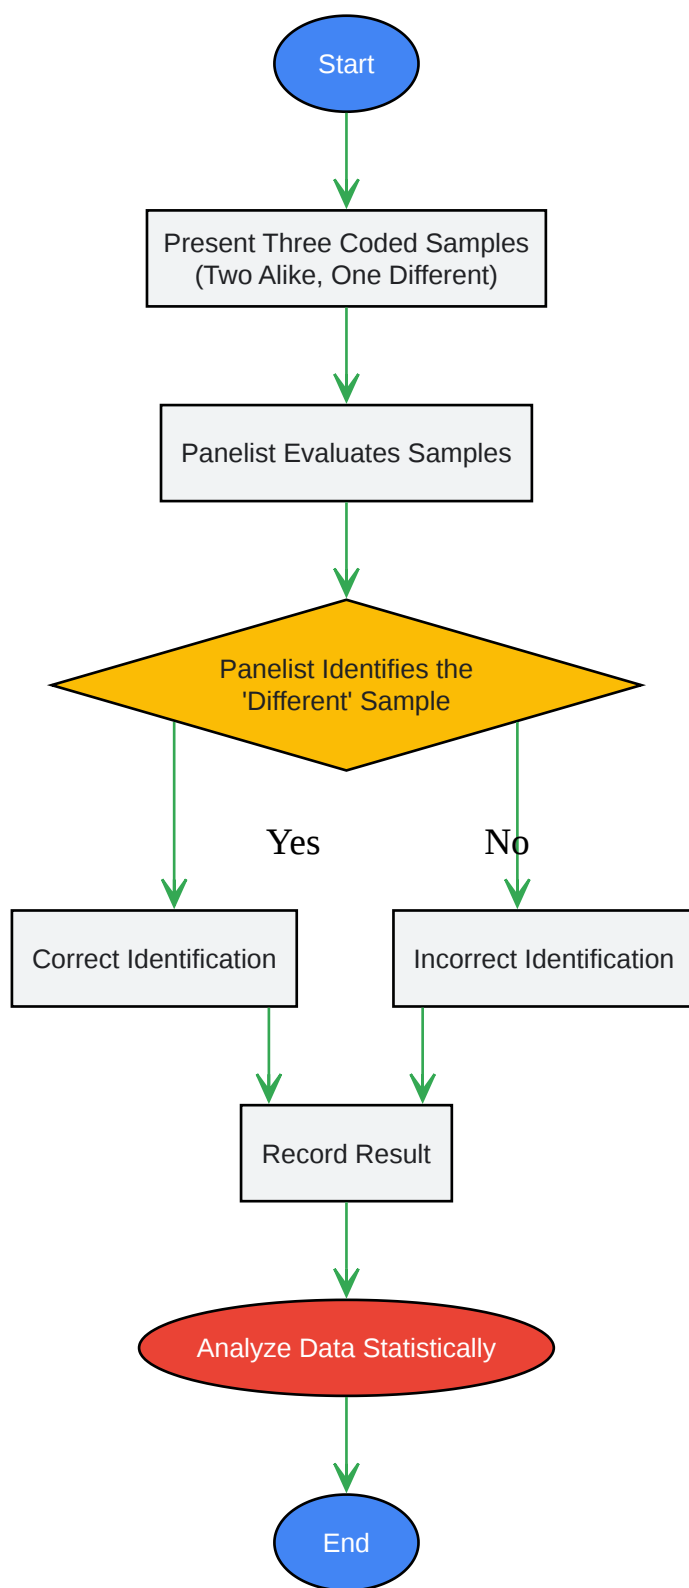 Start
Present Three Coded Samples
(Two Alike, One Different)
Panelist Evaluates Samples
Panelist Identifies the
'Different' Sample
Yes
No
Correct Identification
Incorrect Identification
Record Result
Analyze Data Statistically
End